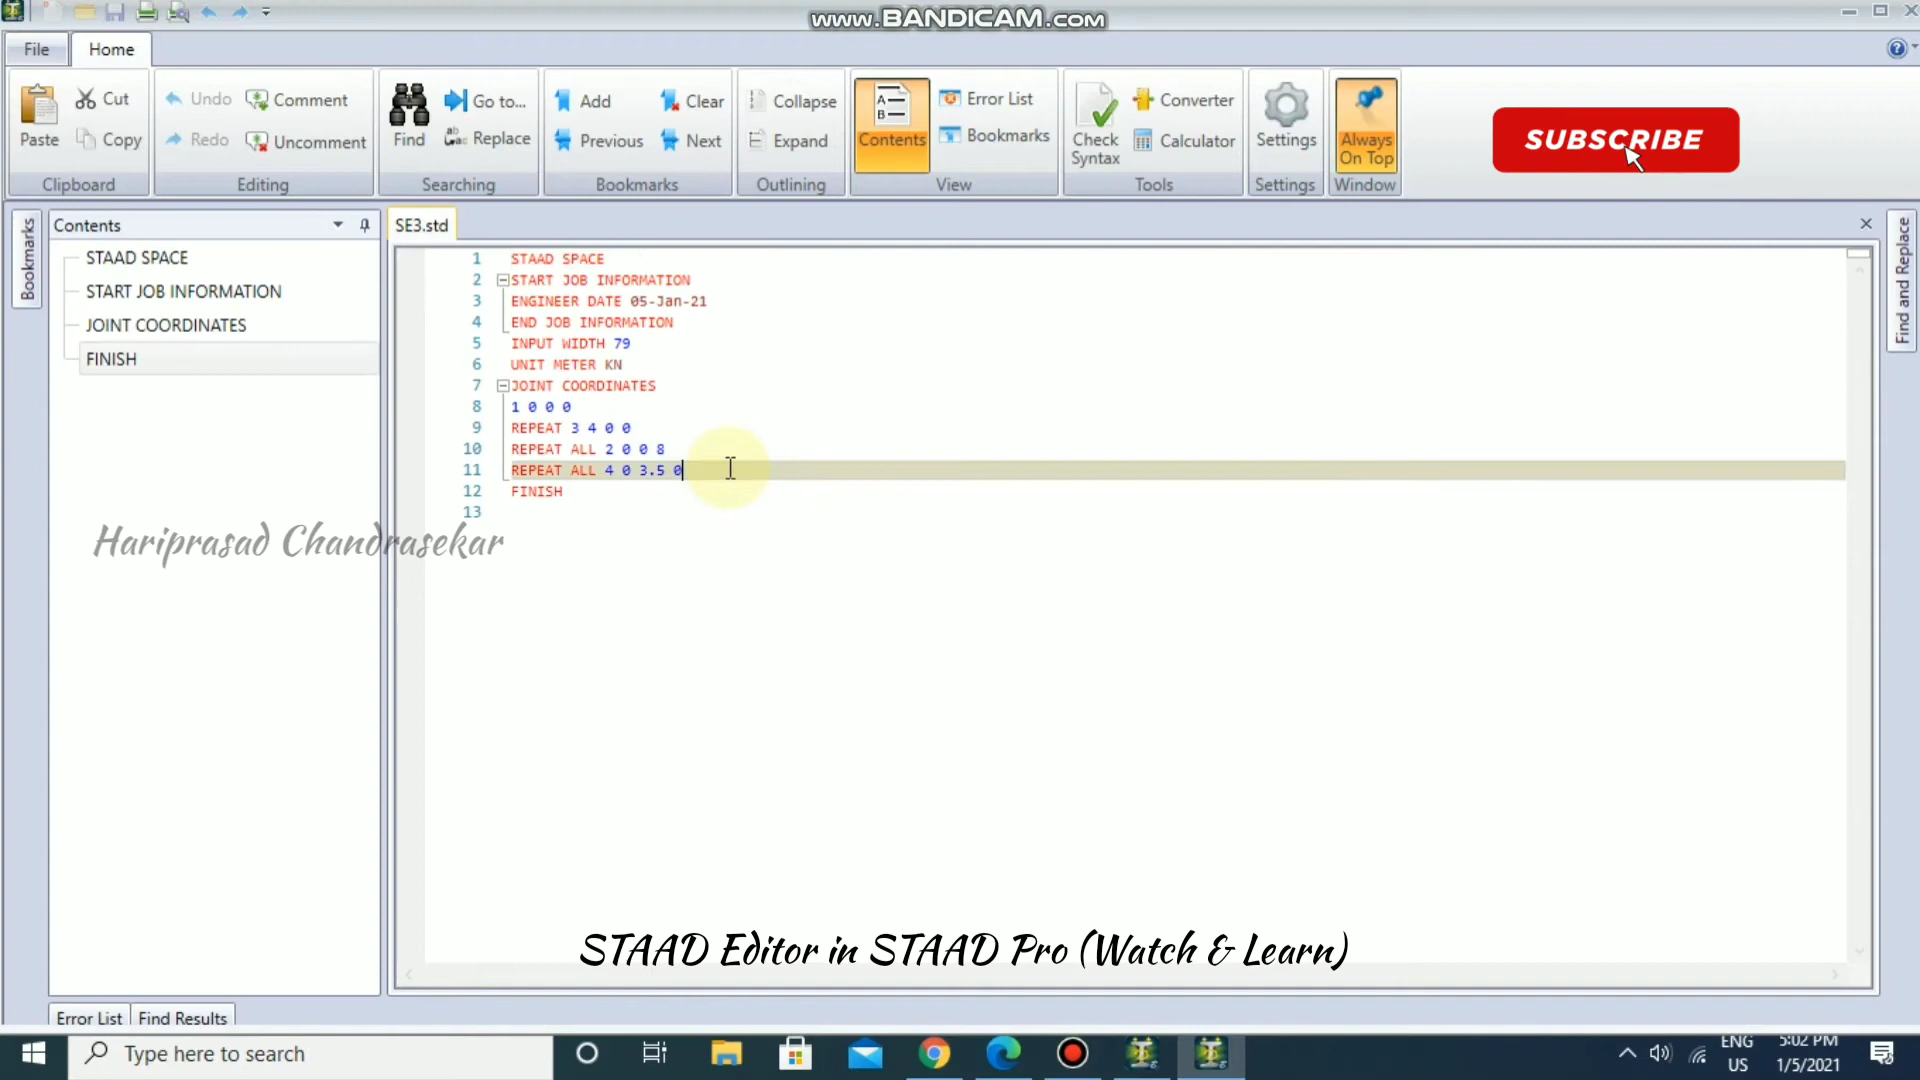 www.BANDICAM.com
File
Home
Paste
Cut
Copy
Clipboard
Undo
Redo
Comment
Uncomment
Editing
Find
Go to...
Replace
Searching
Add
Previous
Clear
Next
Bookmarks
Collapse
Expand
Outlining
Contents
Error List
Bookmarks
View
Check
Syntax
Converter
Calculator
Tools
Settings
Settings
Always
On Top
Window
SUBSCRIBE
Bookmarks
Contents
STAAD SPACE
START JOB INFORMATION
JOINT COORDINATES
FINISH
SE3.std
Find and Replace
1 STAAD SPACE
2 START JOB INFORMATION
3 ENGINEER DATE 05-Jan-21
4 END JOB INFORMATION
5 INPUT WIDTH 79
6 UNIT METER KN
7 JOINT COORDINATES
8 1 0 0 0
9 REPEAT 3 4 0 0
10 REPEAT ALL 2 0 0 8
11 REPEAT ALL 4 0 3.5 0
12 FINISH
13
Hariprasad Chandrasekar
STAAD Editor in STAAD Pro (Watch & Learn)
Error List
Find Results
Type here to search
ENG
US
5:02 PM
1/5/2021